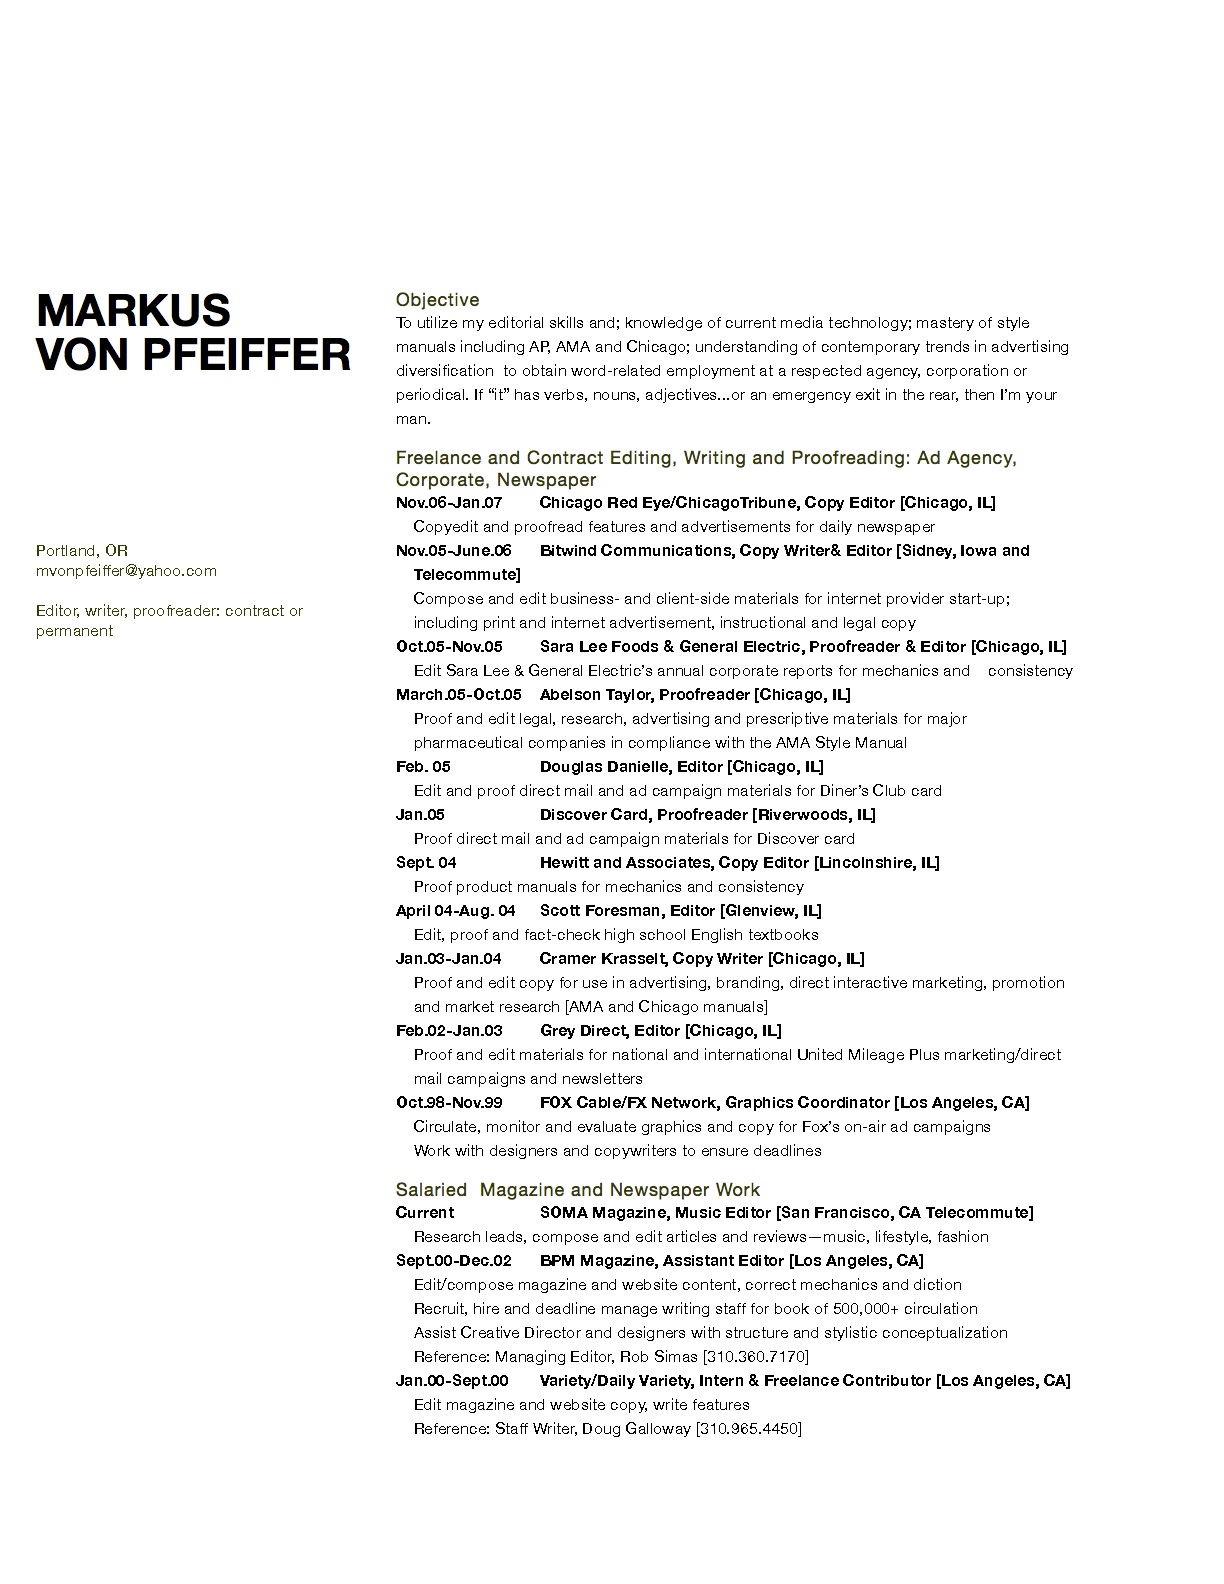 MARKUS
VON PFEIFFER
Portland, OR
mvonpfeiffer@yahoo.com
Editor, writer, proofreader: contract or
permanent
Objective
To utilize my editorial skills and; knowledge of current media technology; mastery of style
manuals including AP, AMA and Chicago; understanding of contemporary trends in advertising
diversification  to obtain word-related employment at a respected agency, corporation or
periodical. If “it” has verbs, nouns, adjectives...or an emergency exit in the rear, then I’m your
man.
Freelance and Contract Editing, Writing and Proofreading: Ad Agency,
Corporate, Newspaper
Nov.06-Jan.07 Chicago Red Eye/ChicagoTribune, Copy Editor [Chicago, IL]
Copyedit and proofread features and advertisements for daily newspaper
Nov.05-June.06 Bitwind Communications, Copy Writer& Editor [Sidney, Iowa and
Telecommute]
Compose and edit business- and client-side materials for internet provider start-up;
including print and internet advertisement, instructional and legal copy
Oct.05-Nov.05 Sara Lee Foods & General Electric, Proofreader & Editor [Chicago, IL]
Edit Sara Lee & General Electric’s annual corporate reports for mechanics and consistency
March.05-Oct.05 Abelson Taylor, Proofreader [Chicago, IL]
Proof and edit legal, research, advertising and prescriptive materials for major
pharmaceutical companies in compliance with the AMA Style Manual
Feb. 05 Douglas Danielle, Editor [Chicago, IL]
Edit and proof direct mail and ad campaign materials for Diner’s Club card
Jan.05 Discover Card, Proofreader [Riverwoods, IL]
Proof direct mail and ad campaign materials for Discover card
Sept. 04 Hewitt and Associates, Copy Editor [Lincolnshire, IL]
Proof product manuals for mechanics and consistency
April 04-Aug. 04 Scott Foresman, Editor [Glenview, IL]
Edit, proof and fact-check high school English textbooks
Jan.03-Jan.04 Cramer Krasselt, Copy Writer [Chicago, IL]
Proof and edit copy for use in advertising, branding, direct interactive marketing, promotion
and market research [AMA and Chicago manuals]
Feb.02-Jan.03 Grey Direct, Editor [Chicago, IL]
Proof and edit materials for national and international United Mileage Plus marketing/direct
mail campaigns and newsletters
Oct.98-Nov.99 FOX Cable/FX Network, Graphics Coordinator [Los Angeles, CA]
Circulate, monitor and evaluate graphics and copy for Fox’s on-air ad campaigns
Work with designers and copywriters to ensure deadlines
Salaried  Magazine and Newspaper Work
Current SOMA Magazine, Music Editor [San Francisco, CA Telecommute]
Research leads, compose and edit articles and reviews—music, lifestyle, fashion
Sept.00-Dec.02 BPM Magazine, Assistant Editor [Los Angeles, CA]
Edit/compose magazine and website content, correct mechanics and diction
Recruit, hire and deadline manage writing staff for book of 500,000+ circulation
Assist Creative Director and designers with structure and stylistic conceptualization
Reference: Managing Editor, Rob Simas [310.360.7170]
Jan.00-Sept.00 Variety/Daily Variety, Intern & Freelance Contributor [Los Angeles, CA]
Edit magazine and website copy, write features
Reference: Staff Writer, Doug Galloway [310.965.4450]